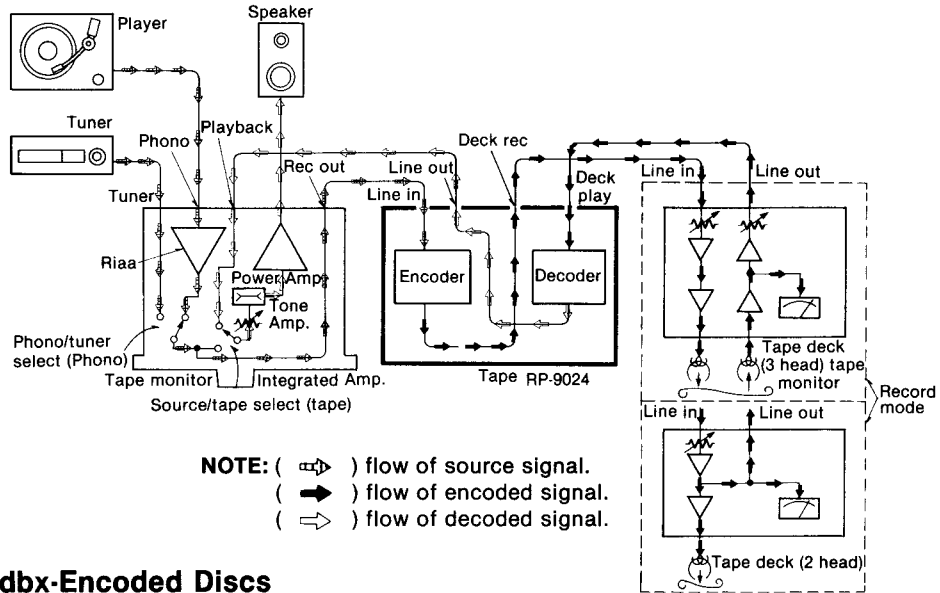 Player
Speaker
Tuner
Phono
Playback
Rec out
Line out
Deck rec
Line in
Line out
Tuner
Line in
Deck
play
Riaa
Power Amp.
Tone
Amp.
Encoder
Decoder
Phono/tuner
select (Phono)
Tape monitor
Integrated Amp.
Source/tape select (tape)
Tape RP-9024
Tape deck
(3 head) tape
monitor
Record
mode
Line in
Line out
Tape deck (2 head)
NOTE: ( ) flow of source signal.
( ) flow of encoded signal.
( ) flow of decoded signal.
dbx-Encoded Discs